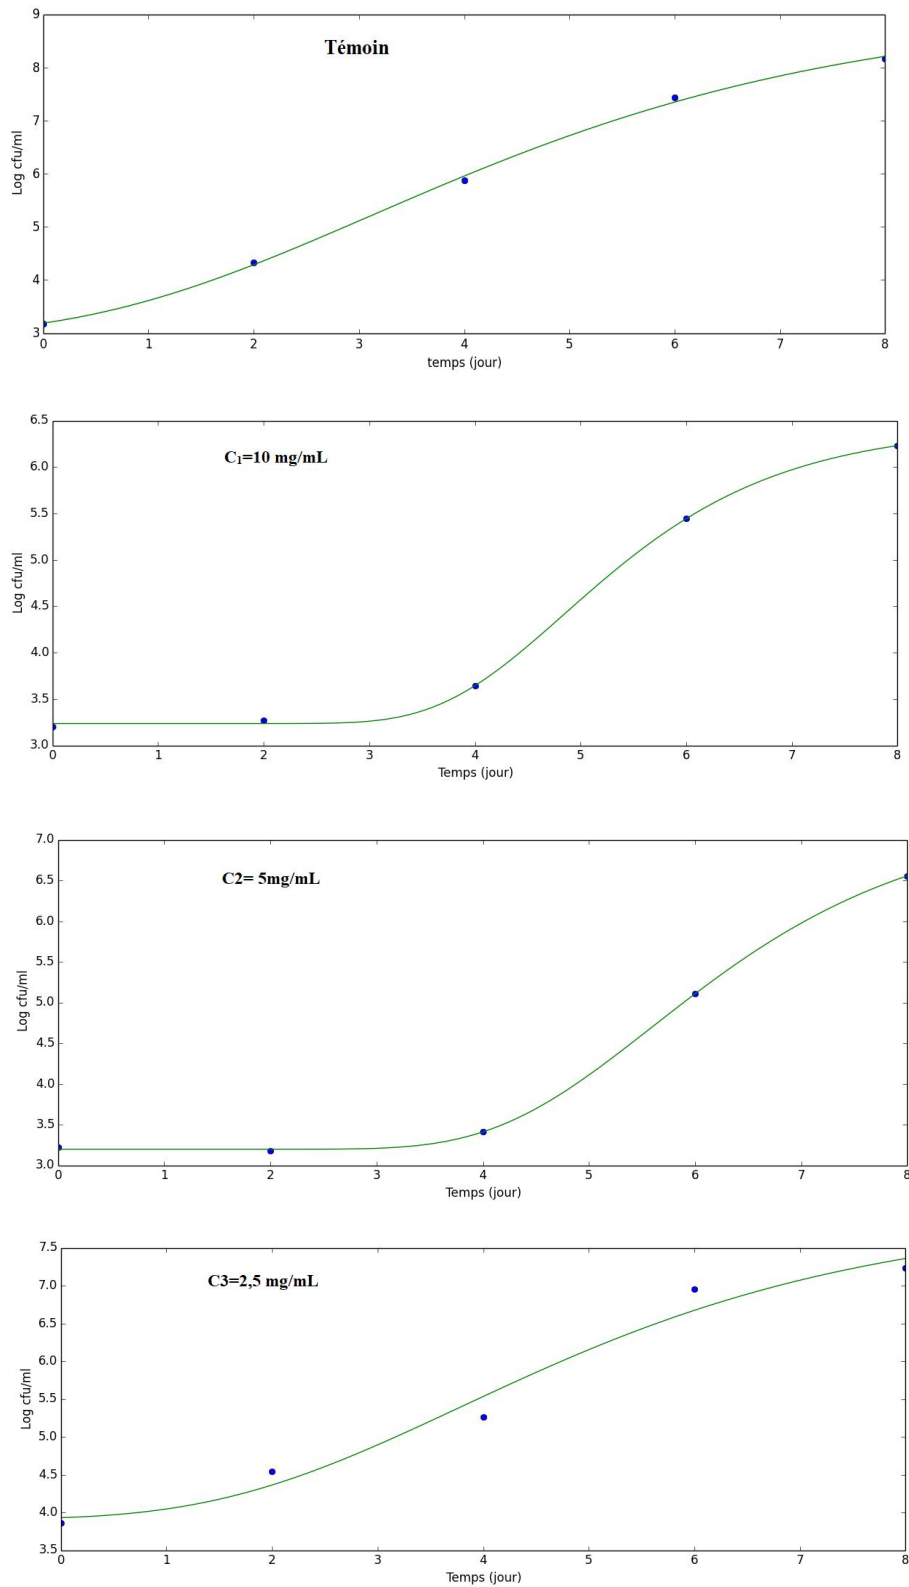 9
Témoin
8
7
6
5
4
3
Log cfu/ml
0 1 2 3 4 5 6 7 8
temps (jour)
6.5
C₁=10 mg/mL
6.0
5.5
5.0
4.5
4.0
3.5
3.0
Log cfu/ml
0 1 2 3 4 5 6 7 8
Temps (jour)
7.0
C2= 5mg/mL
6.5
6.0
5.5
5.0
4.5
4.0
3.5
3.0
Log cfu/ml
0 1 2 3 4 5 6 7 8
Temps (jour)
7.5
C3=2,5 mg/mL
7.0
6.5
6.0
5.5
5.0
4.5
4.0
3.5
Log cfu/ml
0 1 2 3 4 5 6 7 8
Temps (jour)